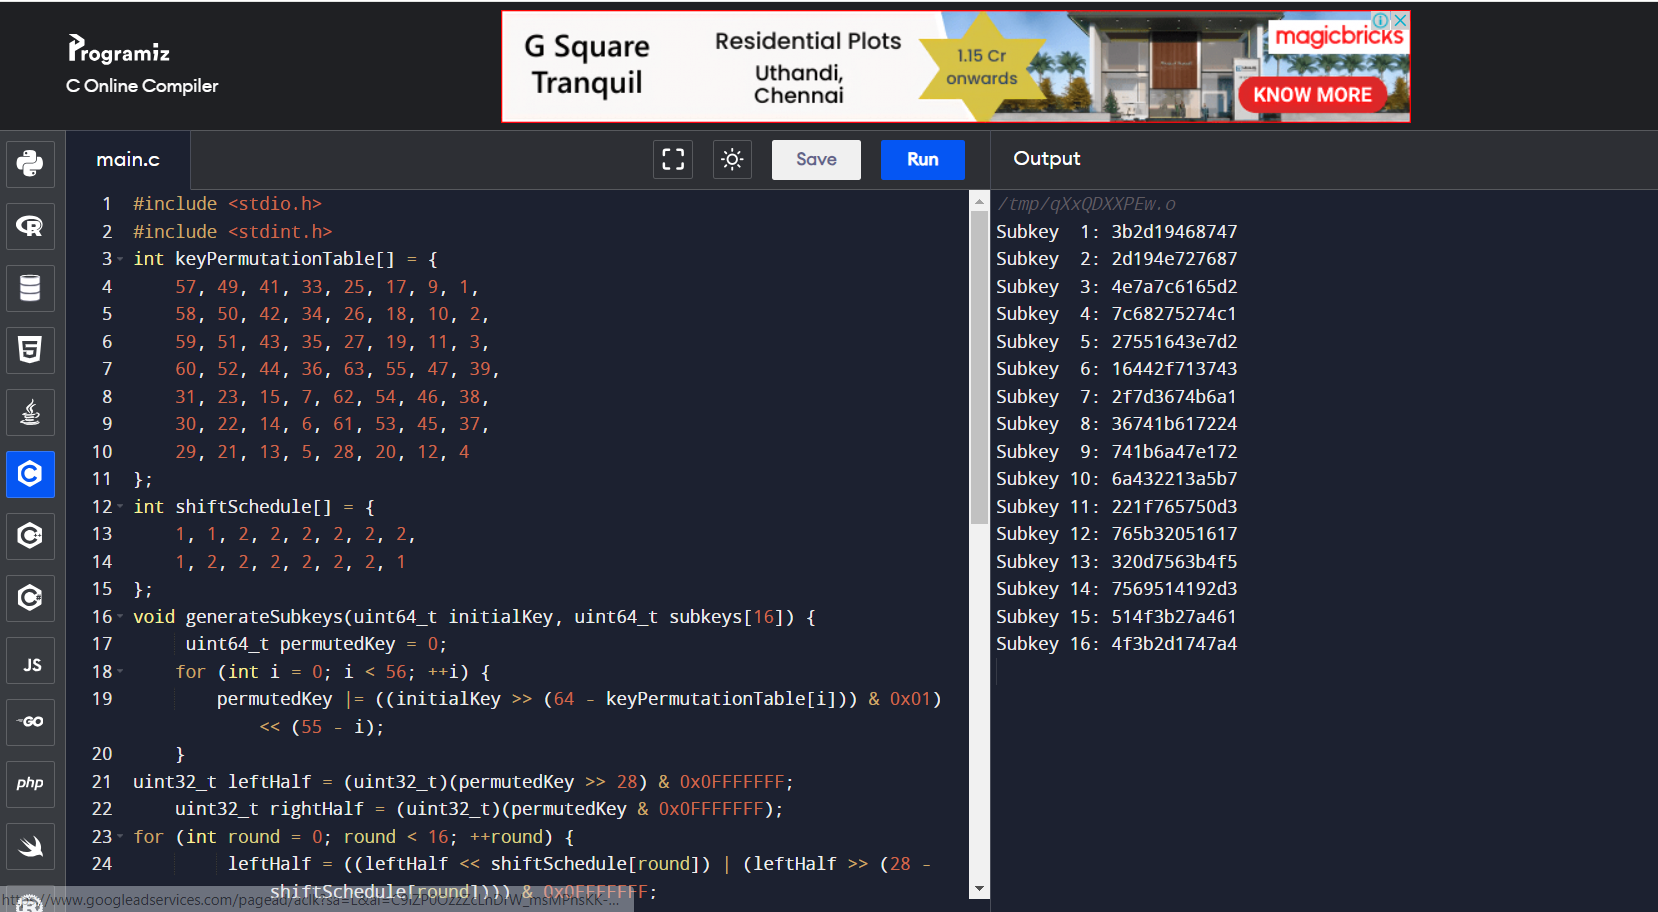 Programiz
C Online Compiler
G Square
Tranquil
Residential Plots
Uthandi,
Chennai
1.15 Cr
onwards
magicbricks
KNOW MORE
main.c
Save
Run
Output
1 #include <stdio.h>
2 #include <stdint.h>
3 int keyPermutationTable[] = {
4 57, 49, 41, 33, 25, 17, 9, 1,
5 58, 50, 42, 34, 26, 18, 10, 2,
6 59, 51, 43, 35, 27, 19, 11, 3,
7 60, 52, 44, 36, 63, 55, 47, 39,
8 31, 23, 15, 7, 62, 54, 46, 38,
9 30, 22, 14, 6, 61, 53, 45, 37,
10 29, 21, 13, 5, 28, 20, 12, 4
11 };
12 int shiftSchedule[] = {
13 1, 1, 2, 2, 2, 2, 2, 2,
14 1, 2, 2, 2, 2, 2, 2, 1
15 };
16 void generateSubkeys(uint64_t initialKey, uint64_t subkeys[16]) {
17 uint64_t permutedKey = 0;
18 for (int i = 0; i < 56; ++i) {
19 permutedKey |= ((initialKey >> (64 - keyPermutationTable[i])) & 0x01)
<< (55 - i);
20 }
21 uint32_t leftHalf = (uint32_t)(permutedKey >> 28) & 0x0FFFFFFF;
22 uint32_t rightHalf = (uint32_t)(permutedKey & 0x0FFFFFFF);
23 for (int round = 0; round < 16; ++round) {
24 leftHalf = ((leftHalf << shiftSchedule[round]) | (leftHalf >> (28 -
shiftSchedule[round]))) & 0x0FFFFFFF;
/tmp/qXxQDXXPEw.o
Subkey 1: 3b2d19468747
Subkey 2: 2d194e727687
Subkey 3: 4e7a7c6165d2
Subkey 4: 7c68275274c1
Subkey 5: 27551643e7d2
Subkey 6: 16442f713743
Subkey 7: 2f7d3674b6a1
Subkey 8: 36741b617224
Subkey 9: 741b6a47e172
Subkey 10: 6a432213a5b7
Subkey 11: 221f765750d3
Subkey 12: 765b32051617
Subkey 13: 320d7563b4f5
Subkey 14: 7569514192d3
Subkey 15: 514f3b27a461
Subkey 16: 4f3b2d1747a4
R
5
C
C
C
JS
GO
php